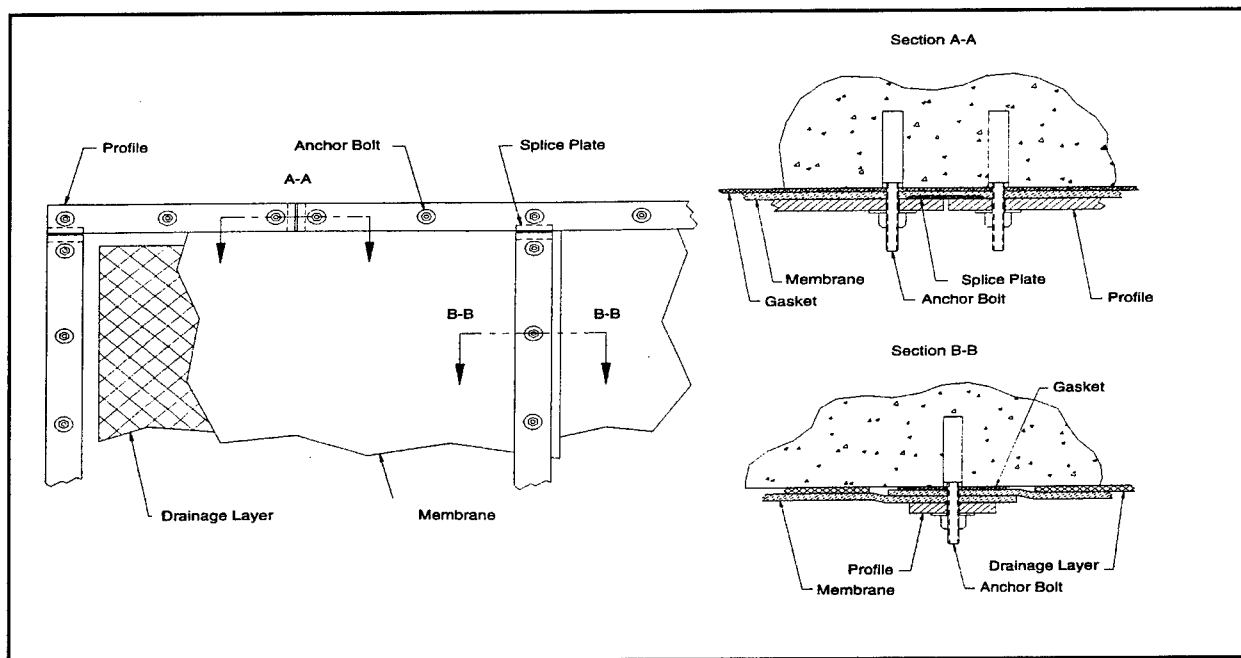 Profile
Anchor Bolt
Splice Plate
A-A
B-B
B-B
Drainage Layer
Membrane
Section A-A
Membrane
Splice Plate
Gasket
Anchor Bolt
Profile
Section B-B
Gasket
Profile
Drainage Layer
Membrane
Anchor Bolt